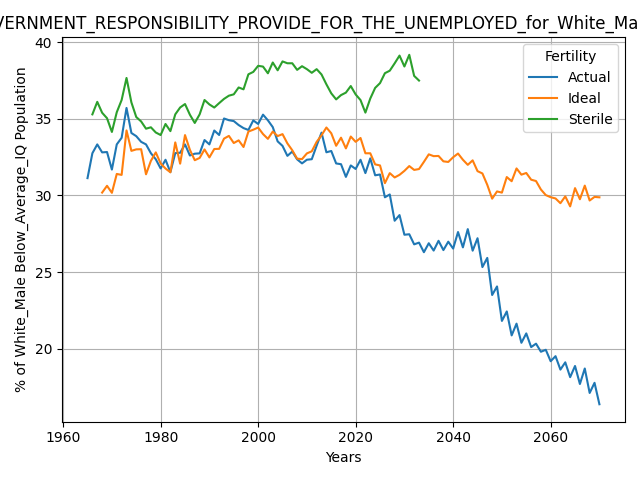 VERNMENT_RESPONSIBILITY_PROVIDE_FOR_THE_UNEMPLOYED_for_White_Ma
% of White_Male Below_Average_IQ Population
40
35
30
25
20
Fertility
Actual
Ideal
Sterile
1960
1980
2000
2020
2040
2060
Years